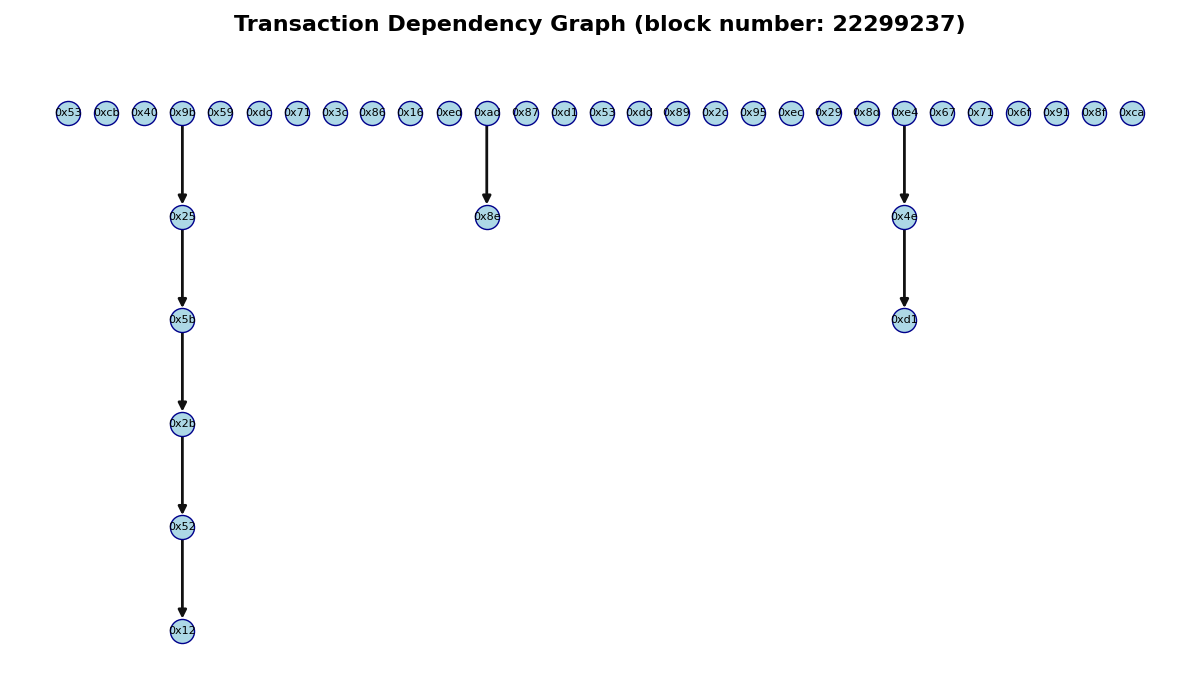 Transaction Dependency Graph (block number: 22299237)
0x53 0xcb 0x40 0x9b 0x59 0xdc 0x71 0x3c 0x86 0x16 0xed 0xad 0x87 0xd1 0x53 0xdd 0x89 0x2c 0x95 0xec 0x29 0x8d 0xe4 0x67 0x71 0x6f 0x91 0x8f 0xca
0x25 0x8e 0x4e
0x5b 0xd1
0x2b
0x52
0x12